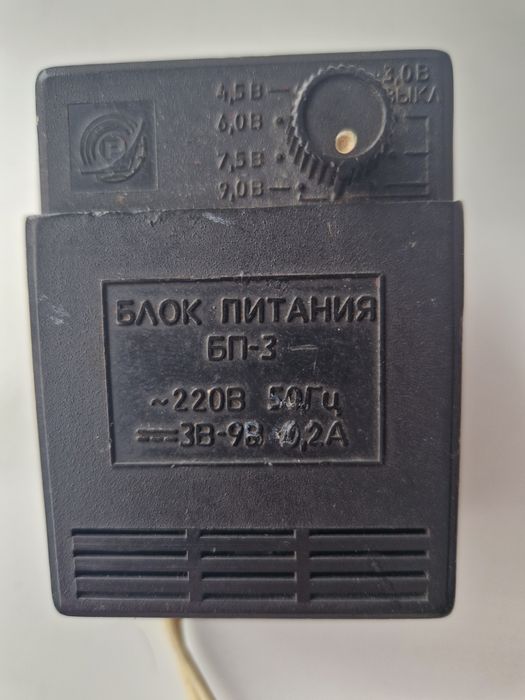 4,5В
3,0В
ВЫКЛ
6,0В
7,5В
9,0В
БЛОК ПИТАНИЯ
БП-3
~220В 50Гц
3В-9В 0,2А